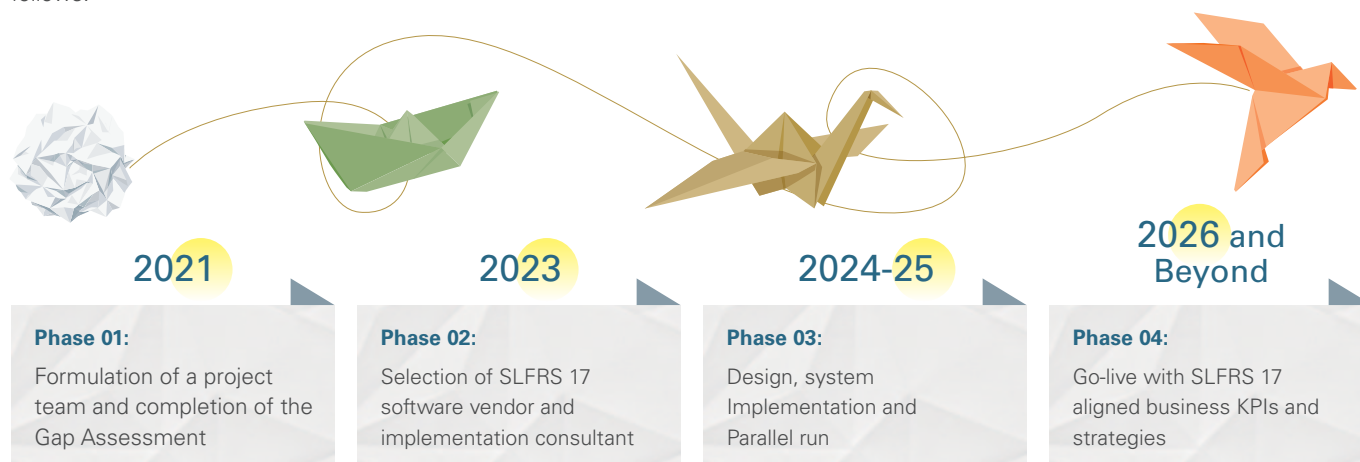 follows:
2021
2023
2024-25
2026 and
Beyond
Phase 01:
Formulation of a project
team and completion of the
Gap Assessment
Phase 02:
Selection of SLFRS 17
software vendor and
implementation consultant
Phase 03:
Design, system
Implementation and
Parallel run
Phase 04:
Go-live with SLFRS 17
aligned business KPIs and
strategies